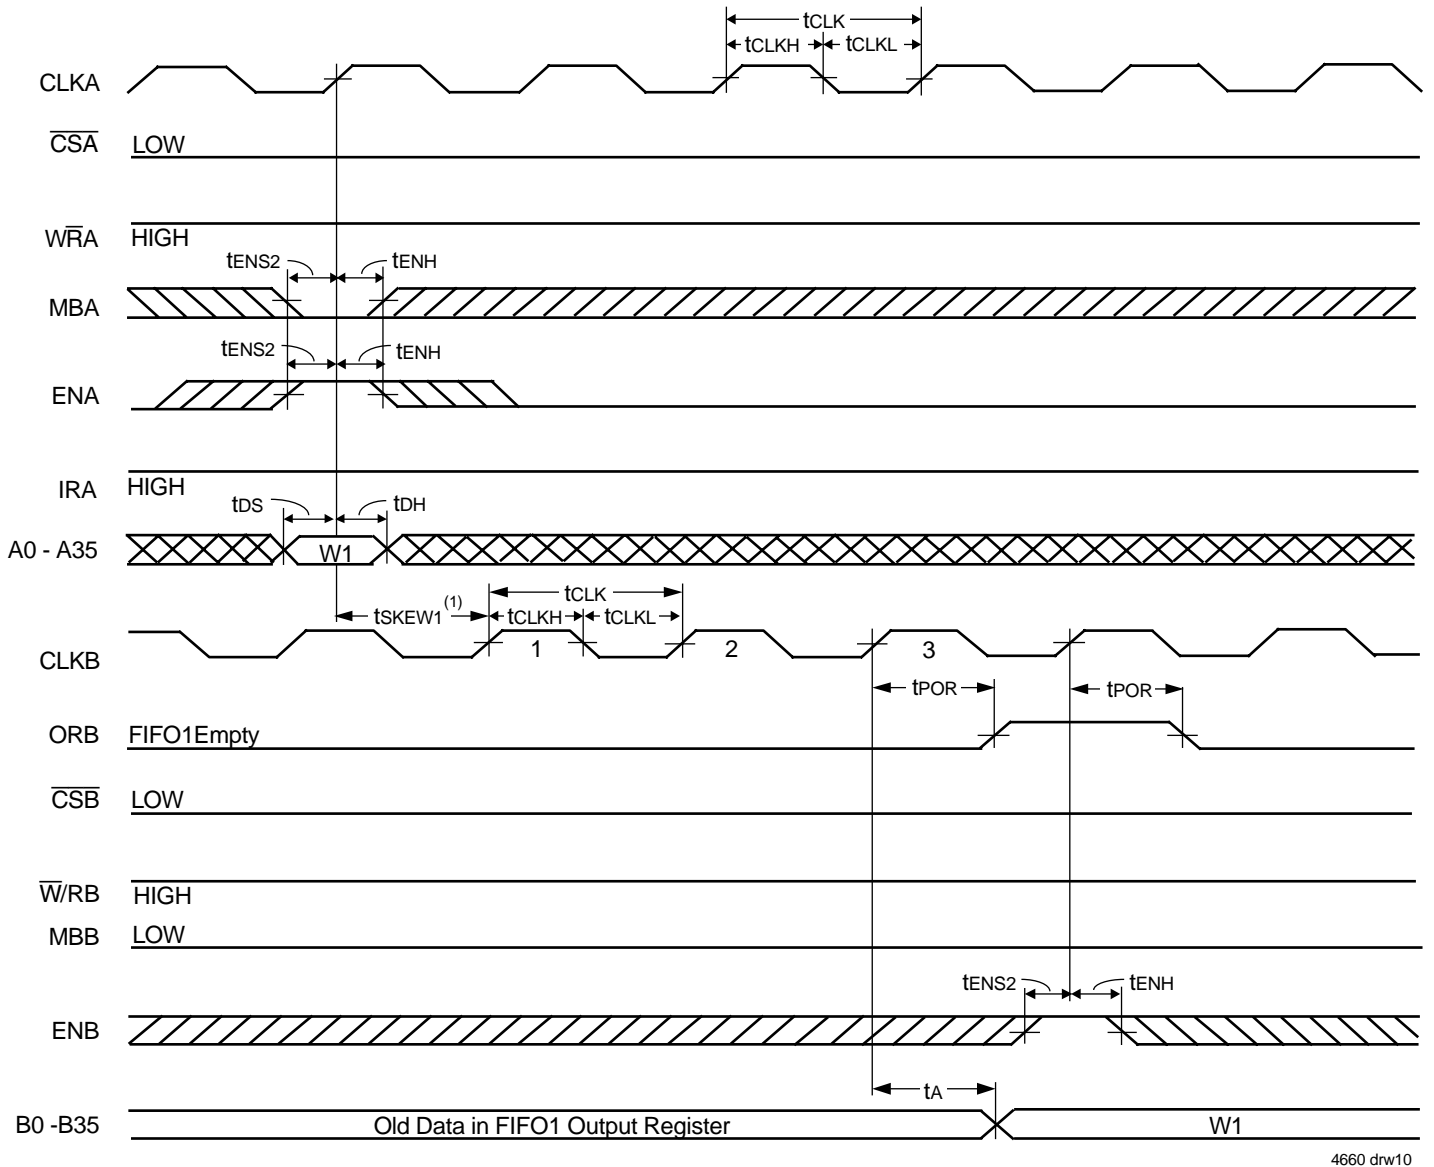 tCLK
tCLKH tCLKL
CLKA
CSA LOW
WRA HIGH
tENS2 tENH
MBA
tENS2 tENH
ENA
IRA HIGH
tDS tDH
A0 - A35 W1
tCLK
tSKEW1(1) tCLKH tCLKL
CLKB 1 2 3
tPOR tPOR
ORB FIFO1Empty
CSB LOW
W/RB HIGH
MBB LOW
tENS2 tENH
ENB
tA
B0 -B35 Old Data in FIFO1 Output Register W1
4660 drw10